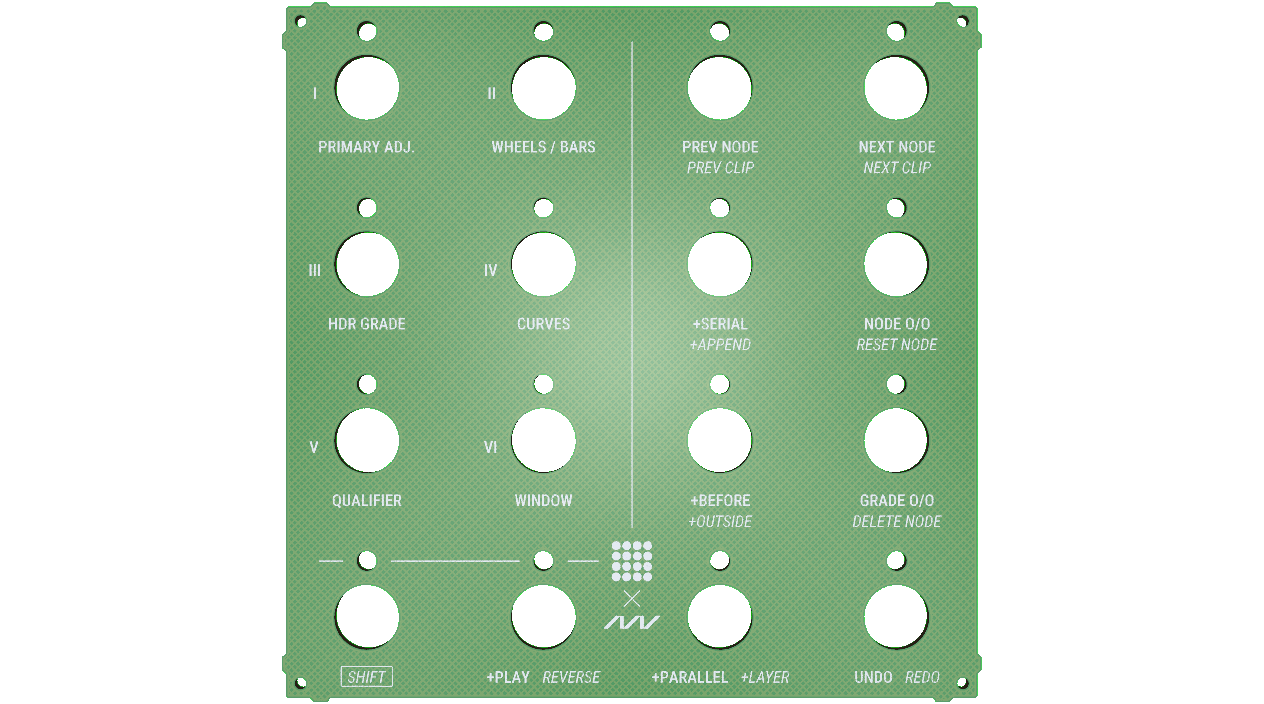 I II
PRIMARY ADJ. WHEELS / BARS PREV NODE NEXT NODE
PREV CLIP NEXT CLIP
III IV
HDR GRADE CURVES +SERIAL NODE O/O
+APPEND RESET NODE
V VI
QUALIFIER WINDOW +BEFORE GRADE O/O
+OUTSIDE DELETE NODE
SHIFT +PLAY REVERSE +PARALLEL +LAYER UNDO REDO